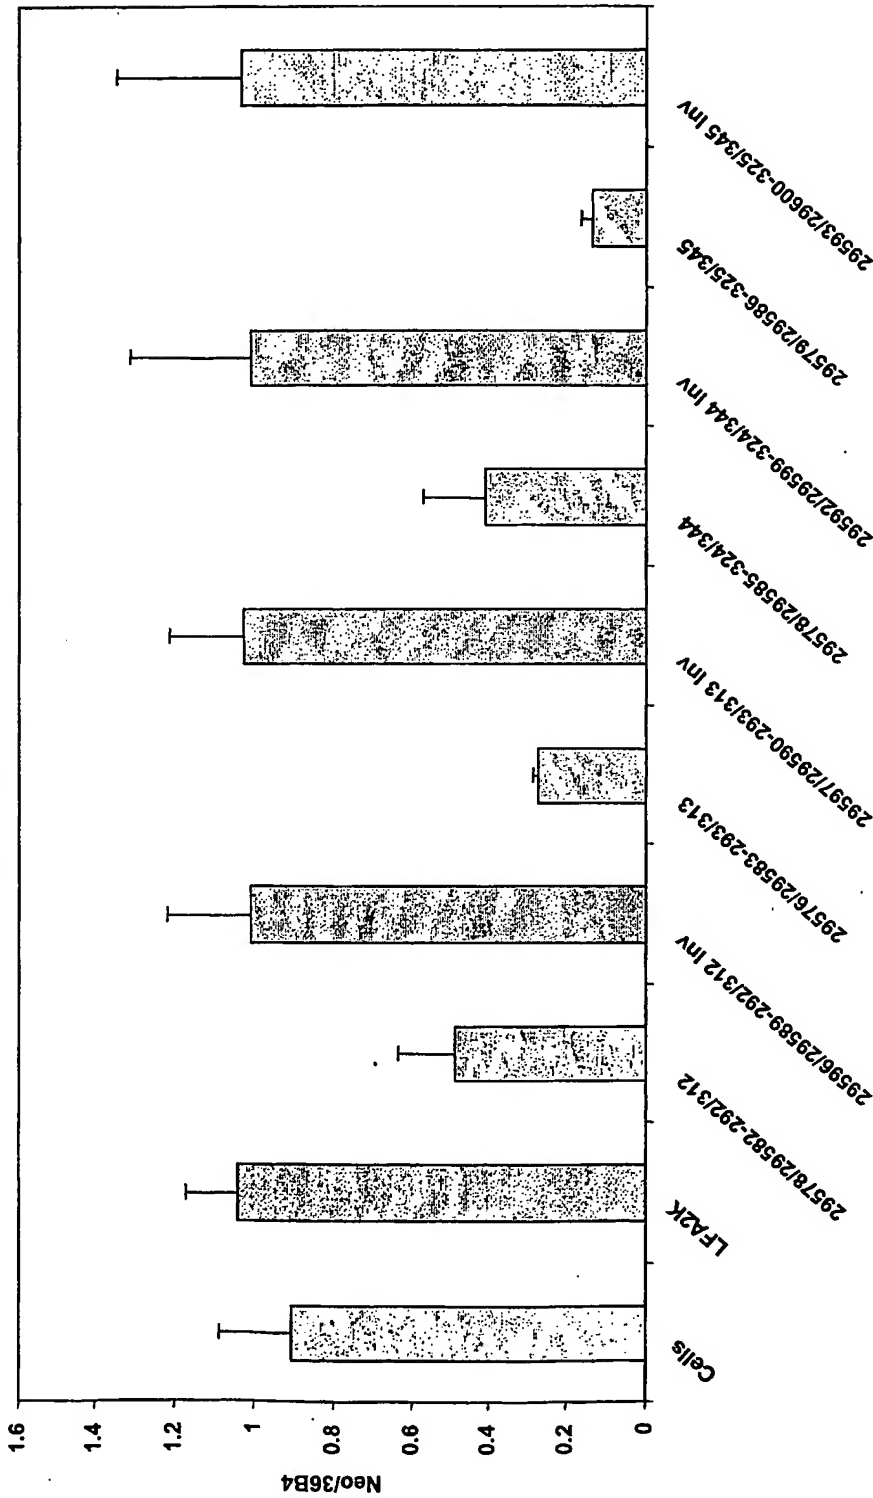 Neo/36B4
1.6
1.4
1.2
1
0.8
0.6
0.4
0.2
0
Cells
LFA2K
29578/29582-292/312
29596/29589-292/312 Inv
29576/29583-293/313
29597/29590-293/313 Inv
29578/29585-324/344
29592/29599-324/344 Inv
29579/29586-325/345
29593/29600-325/345 Inv